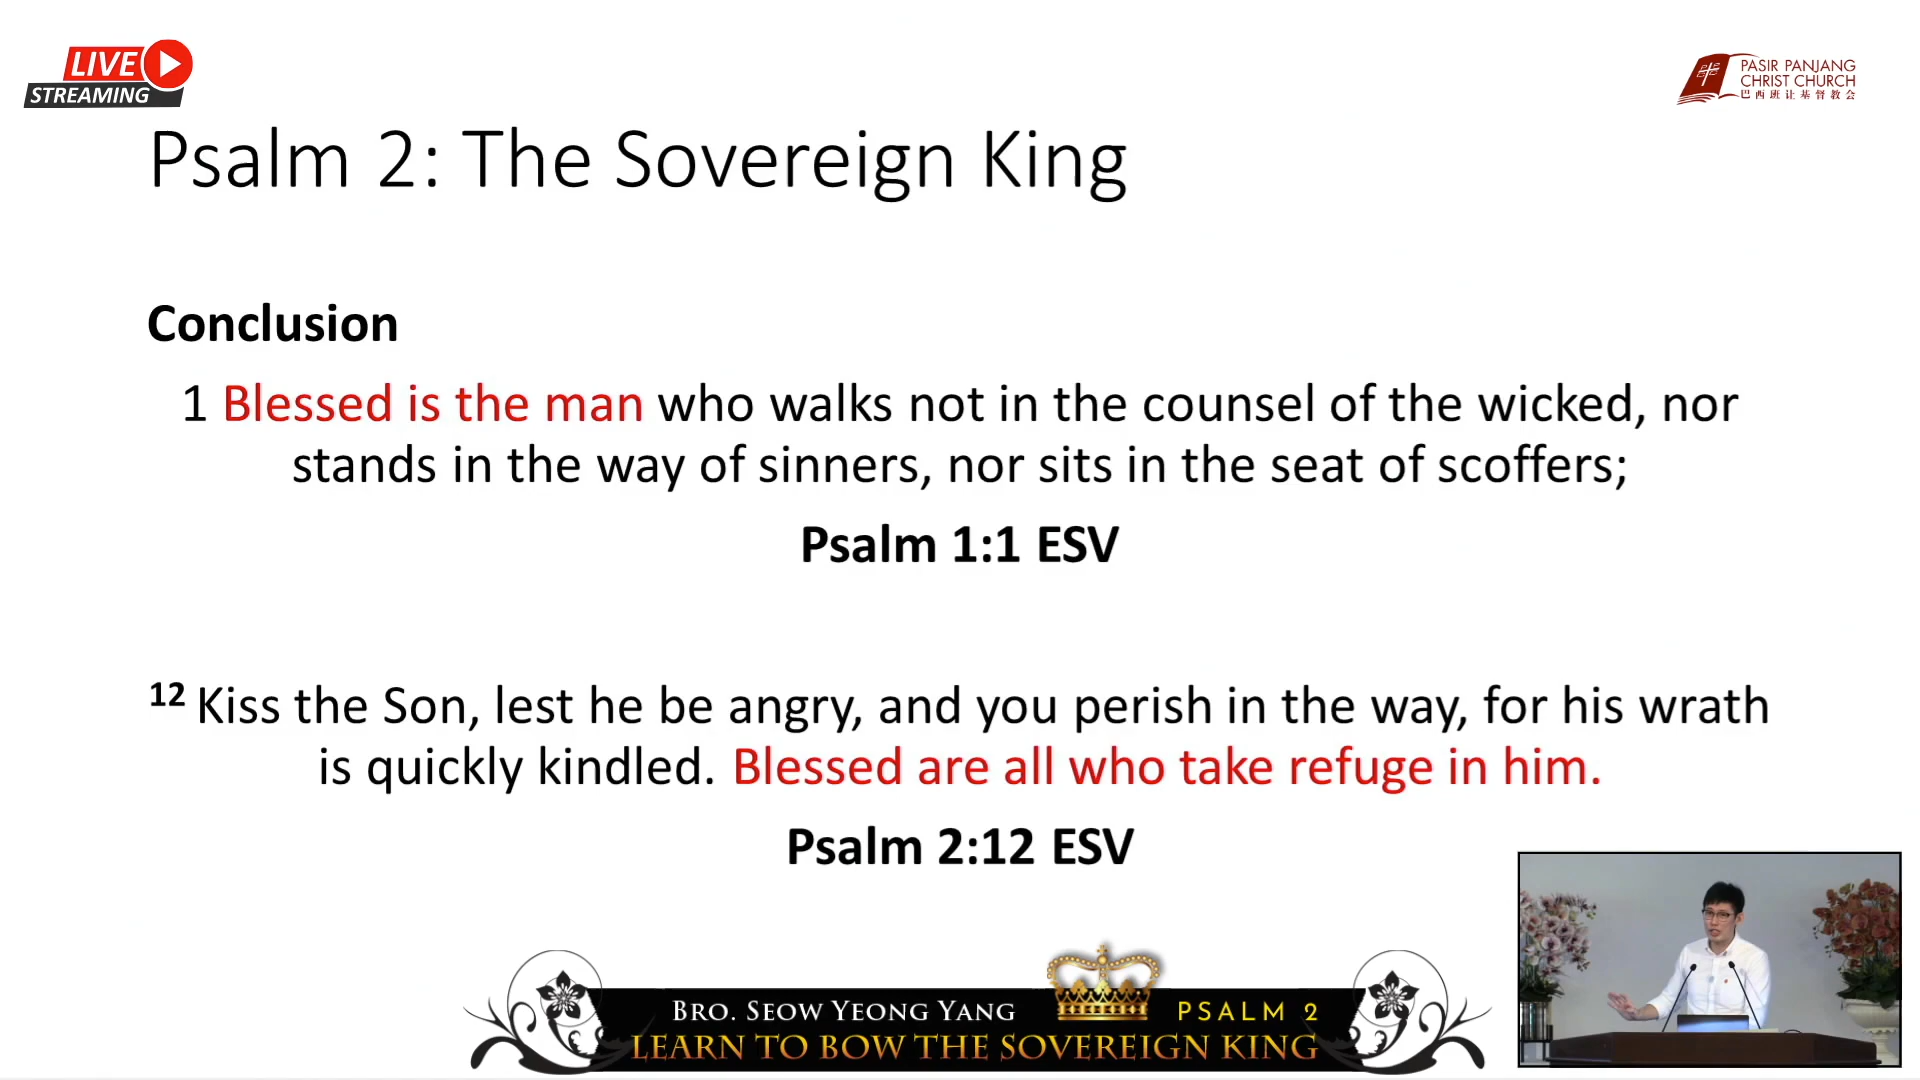 LIVE
STREAMING
PASIR PANJANG
CHRIST CHURCH
巴西班让基督教会
Psalm 2: The Sovereign King
Conclusion
1 Blessed is the man who walks not in the counsel of the wicked, nor
stands in the way of sinners, nor sits in the seat of scoffers;
Psalm 1:1 ESV
12 Kiss the Son, lest he be angry, and you perish in the way, for his wrath
is quickly kindled. Blessed are all who take refuge in him.
Psalm 2:12 ESV
BRO. SEOW YEONG YANG
PSALM 2
LEARN TO BOW THE SOVEREIGN KING